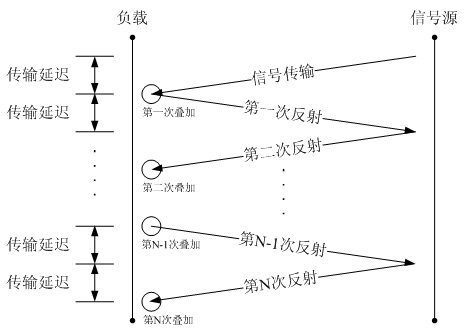 负载
信号源
传输延迟
信号传输
传输延迟
第一次叠加
第一次反射
第二次反射
第二次叠加
传输延迟
第N-1次叠加
第N-1次反射
传输延迟
第N次反射
第N次叠加